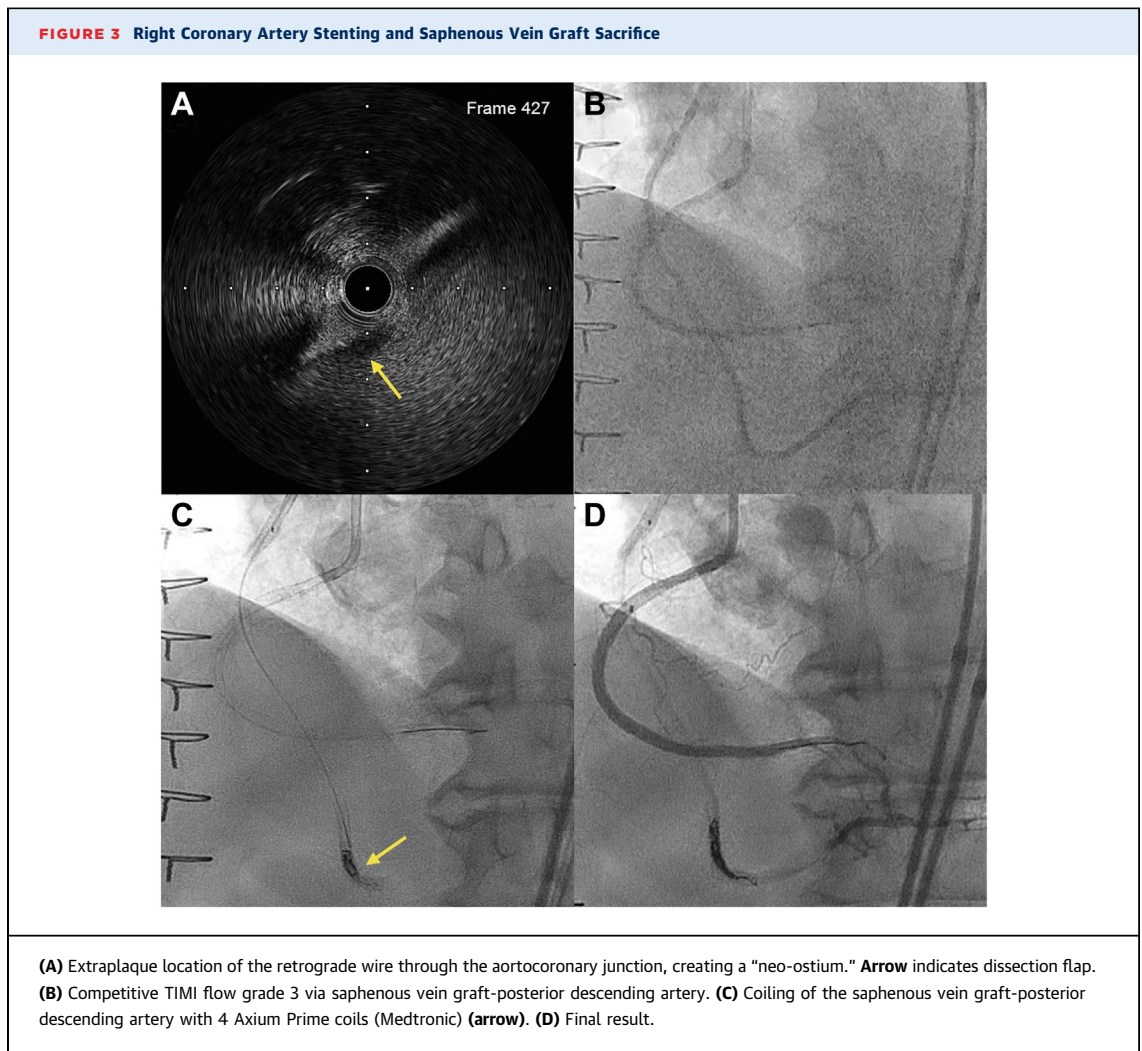 FIGURE 3 Right Coronary Artery Stenting and Saphenous Vein Graft Sacrifice
A
Frame 427
B
C
D
(A) Extraplaque location of the retrograde wire through the aortocoronary junction, creating a “neo-ostium.” Arrow indicates dissection flap.
(B) Competitive TIMI flow grade 3 via saphenous vein graft-posterior descending artery. (C) Coiling of the saphenous vein graft-posterior
descending artery with 4 Axium Prime coils (Medtronic) (arrow). (D) Final result.